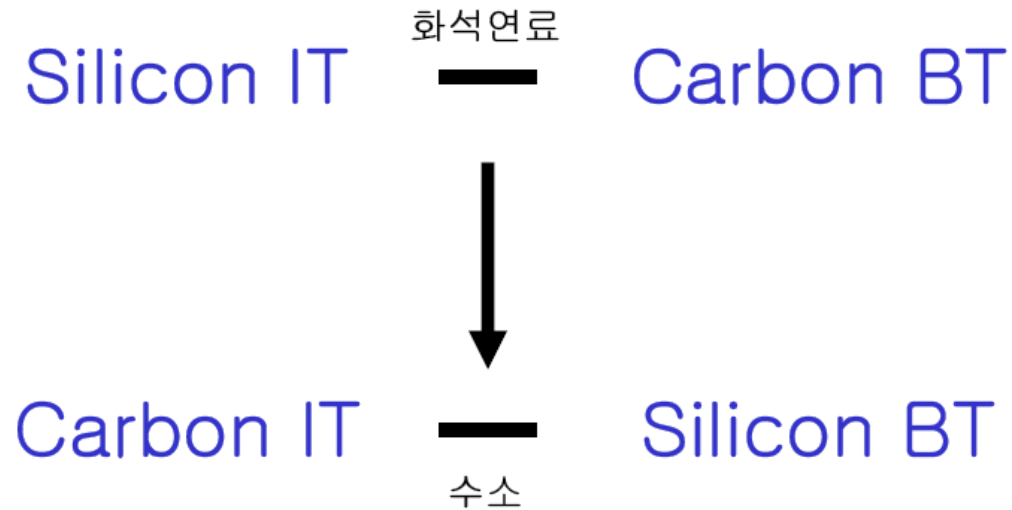 화석연료
Silicon IT Carbon BT
Carbon IT Silicon BT
수소